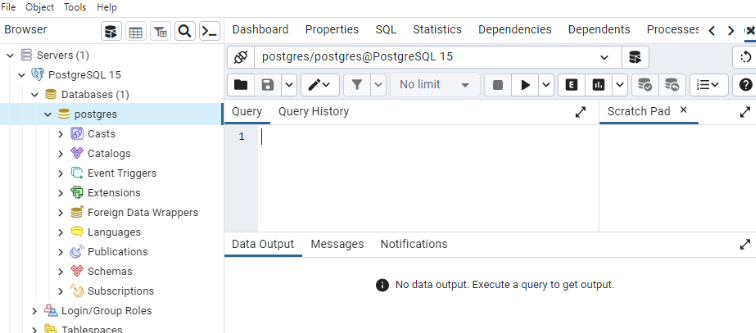 File Object Tools Help
Browser
Dashboard Properties SQL Statistics Dependencies Dependents Processes
Servers (1)
PostgreSQL 15
Databases (1)
postgres
Casts
Catalogs
Event Triggers
Extensions
Foreign Data Wrappers
Languages
Publications
Schemas
Subscriptions
Login/Group Roles
Tablespaces
postgres/postgres@PostgreSQL 15
No limit
E
Query Query History
Scratch Pad
1
Data Output Messages Notifications
No data output. Execute a query to get output.